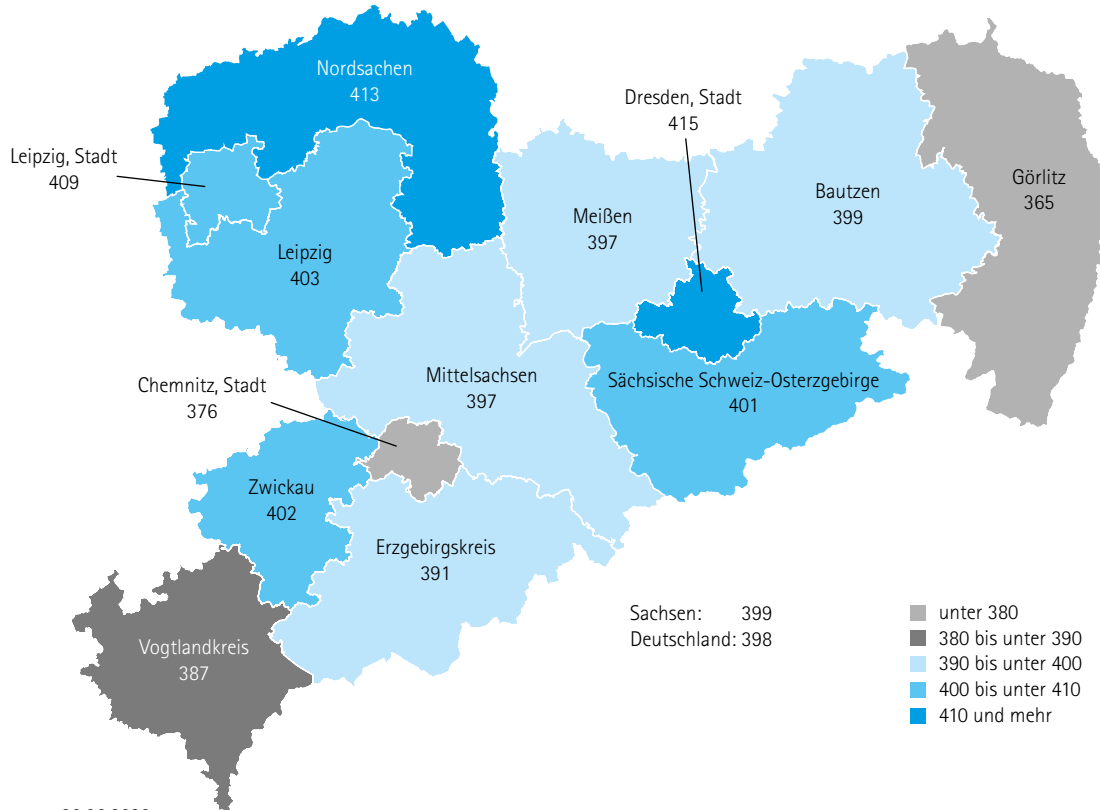 Nordsachen
413
Dresden, Stadt
415
Leipzig, Stadt
409
Görlitz
365
Bautzen
399
Meißen
397
Leipzig
403
Mittelsachsen
397
Sächsische Schweiz-Osterzgebirge
401
Chemnitz, Stadt
376
Zwickau
402
Erzgebirgskreis
391
Vogtlandkreis
387
Sachsen: 399
Deutschland: 398
unter 380
380 bis unter 390
390 bis unter 400
400 bis unter 410
410 und mehr